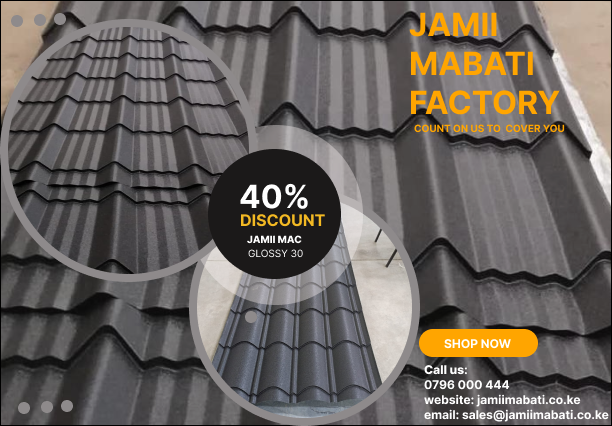 JAMII
MABATI
FACTORY
COUNT ON US TO COVER YOU
40%
DISCOUNT
JAMII MAC
GLOSSY 30
SHOP NOW
Call us:
0796 000 444
website: jamiimabati.co.ke
email: sales@jamiimabati.co.ke